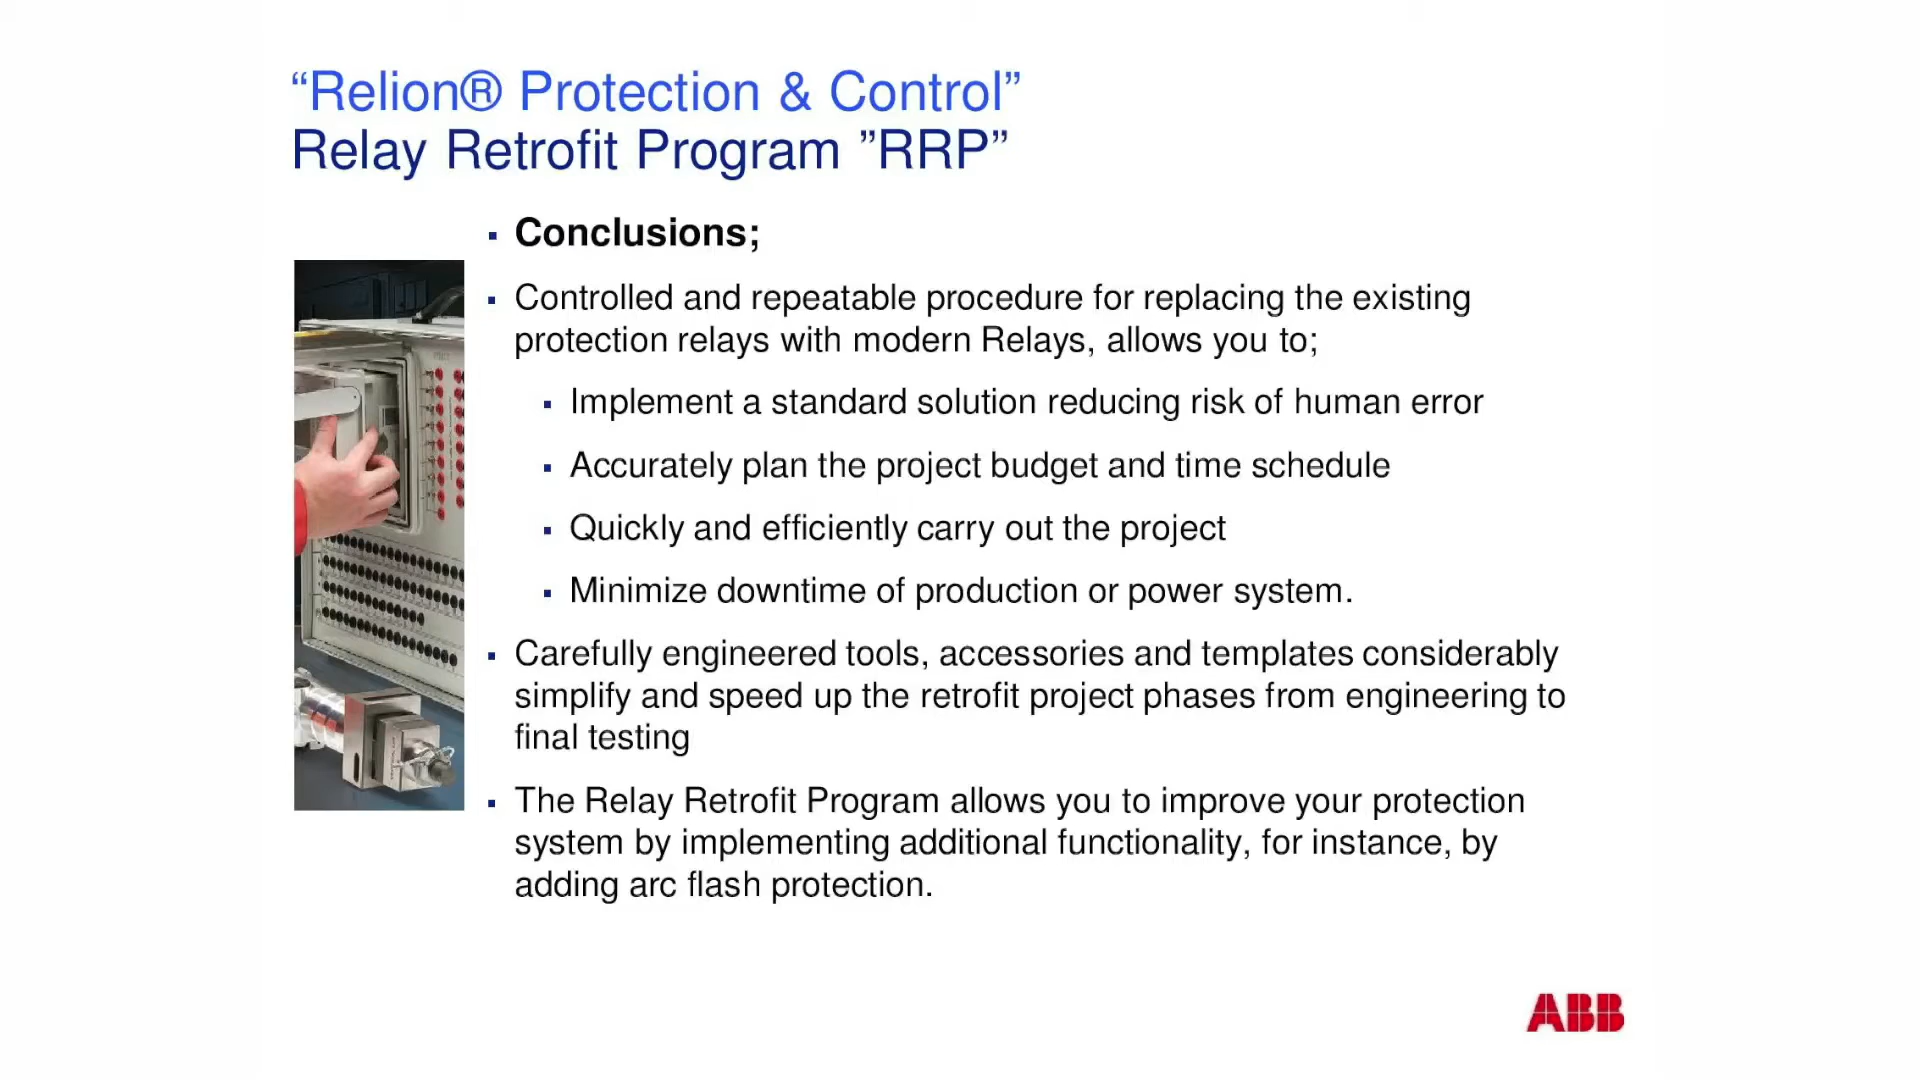 “Relion® Protection & Control”
Relay Retrofit Program ”RRP”
▪ Conclusions;
▪ Controlled and repeatable procedure for replacing the existing
protection relays with modern Relays, allows you to;
▪ Implement a standard solution reducing risk of human error
▪ Accurately plan the project budget and time schedule
▪ Quickly and efficiently carry out the project
▪ Minimize downtime of production or power system.
▪ Carefully engineered tools, accessories and templates considerably
simplify and speed up the retrofit project phases from engineering to
final testing
▪ The Relay Retrofit Program allows you to improve your protection
system by implementing additional functionality, for instance, by
adding arc flash protection.
ABB